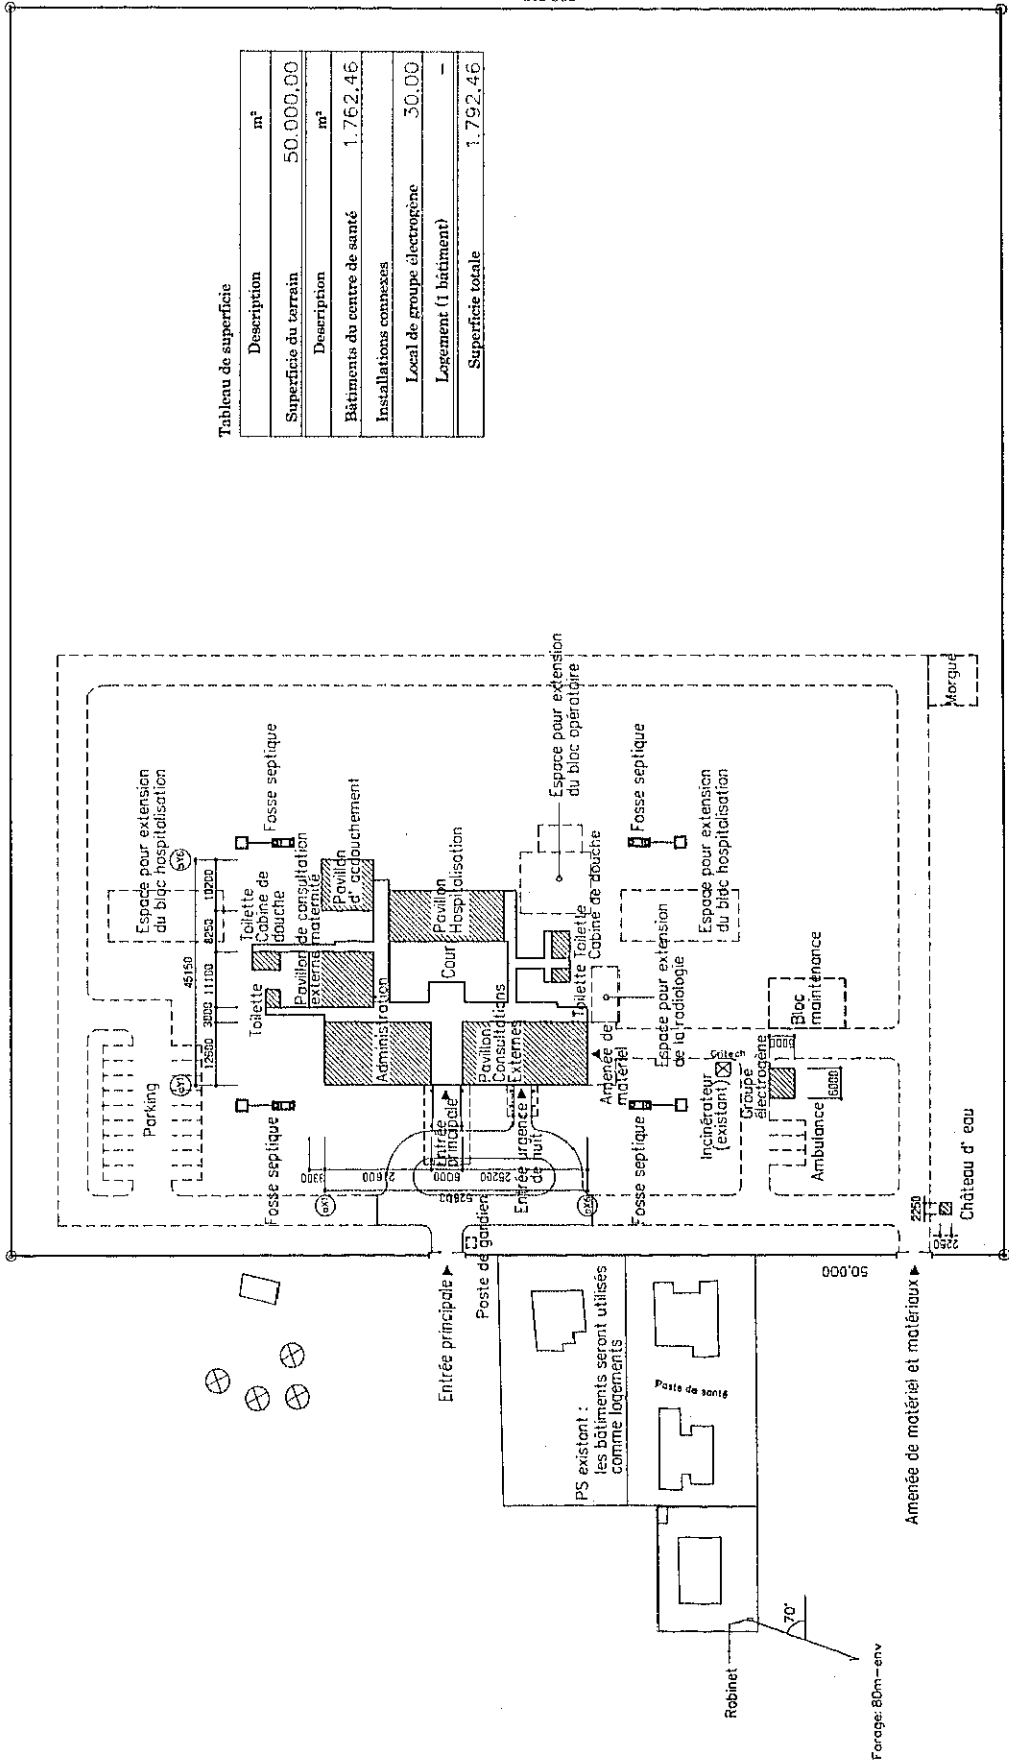 Tableau de superficie
Description m²
Superficie du terrain 50.000,00
Description m²
Bâtiments du centre de santé 1.762,46
Installations connexes
Local de groupe électrogène 30,00
Logement (1 bâtiment) –
Superficie totale 1.792,46
Espace pour extension
du bloc hospitalisation
Parking
45150
12600 3000 11100 8250 10200
Fosse septique
Fosse septique
Toilette
Toilette
Cabine de
douche
Pavillon de consultation
externe maternité
Pavillon
d' accouchement
Administration
Cour
Pavillon
Hospitalisation
Entrée
principale
Pavillon
Consultations
Externes
Entrée urgence
de nuit
3300
21600
6000
25200
52800
Toilette Toilette
Cabine de douche
Espace pour extension
du bloc opératoire
Amenée de
matériel
Espace pour extension
de la radiologie
Fosse septique
Fosse septique
Espace pour extension
du bloc hospitalisation
Incinérateur
(existant)
Groupe
électrogène
Bloc
maintenance
Ambulance
6000
Morgue
2250
2250
Château d' eau
Entrée principale
Poste de gardien
50,000
PS existant :
les bâtiments seront utilisés
comme logements
Poste de santé
Amenée de matériel et matériaux
Robinet
70°
Forage: 80m-env